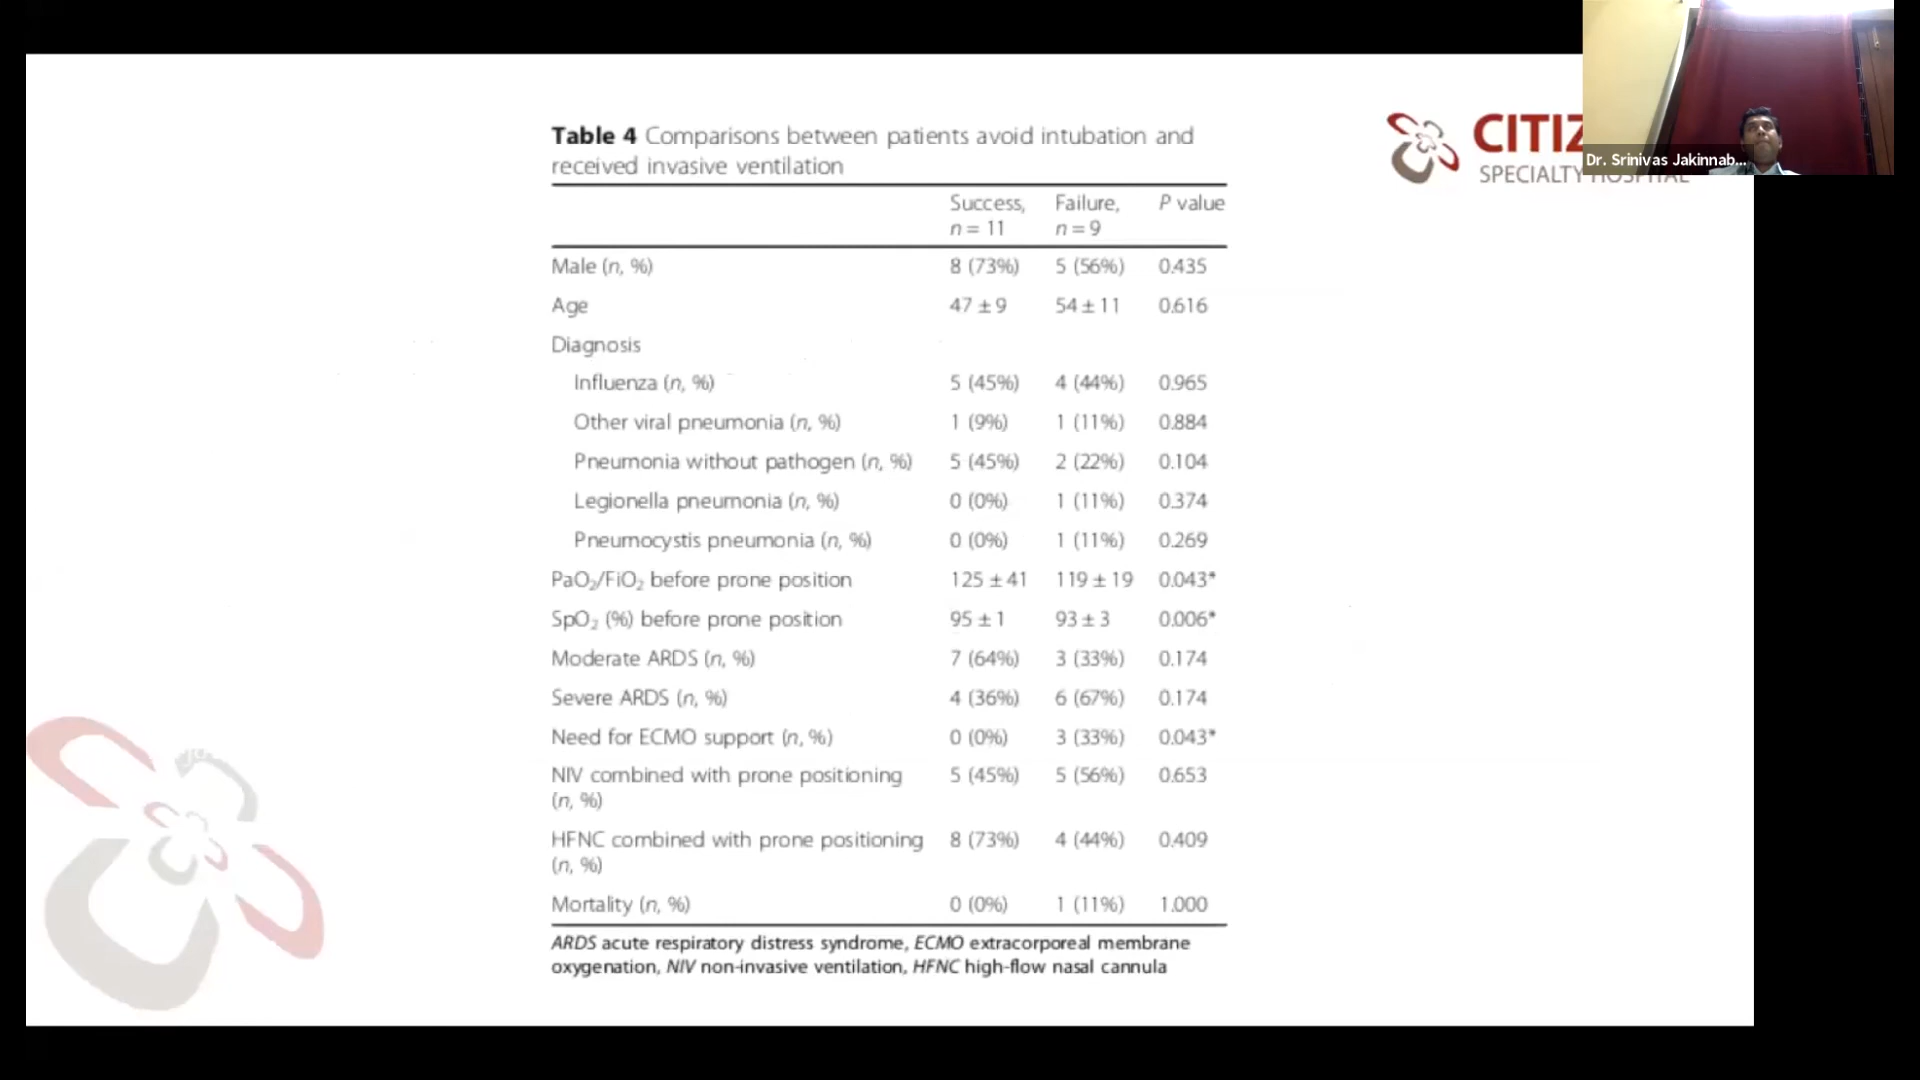 Table 4 Comparisons between patients avoid intubation and
received invasive ventilation
Success, Failure, P value
n = 11 n = 9
Male (n, %) 8 (73%) 5 (56%) 0.435
Age 47 ± 9 54 ± 11 0.616
Diagnosis
Influenza (n, %) 5 (45%) 4 (44%) 0.965
Other viral pneumonia (n, %) 1 (9%) 1 (11%) 0.884
Pneumonia without pathogen (n, %) 5 (45%) 2 (22%) 0.104
Legionella pneumonia (n, %) 0 (0%) 1 (11%) 0.374
Pneumocystis pneumonia (n, %) 0 (0%) 1 (11%) 0.269
PaO₂/FiO₂ before prone position 125 ± 41 119 ± 19 0.043*
SpO₂ (%) before prone position 95 ± 1 93 ± 3 0.006*
Moderate ARDS (n, %) 7 (64%) 3 (33%) 0.174
Severe ARDS (n, %) 4 (36%) 6 (67%) 0.174
Need for ECMO support (n, %) 0 (0%) 3 (33%) 0.043*
NIV combined with prone positioning 5 (45%) 5 (56%) 0.653
(n, %)
HFNC combined with prone positioning 8 (73%) 4 (44%) 0.409
(n, %)
Mortality (n, %) 0 (0%) 1 (11%) 1.000
ARDS acute respiratory distress syndrome, ECMO extracorporeal membrane
oxygenation, NIV non-invasive ventilation, HFNC high-flow nasal cannula
CITIZ
SPECIALTY HOSPITAL
Dr. Srinivas Jakinnab...